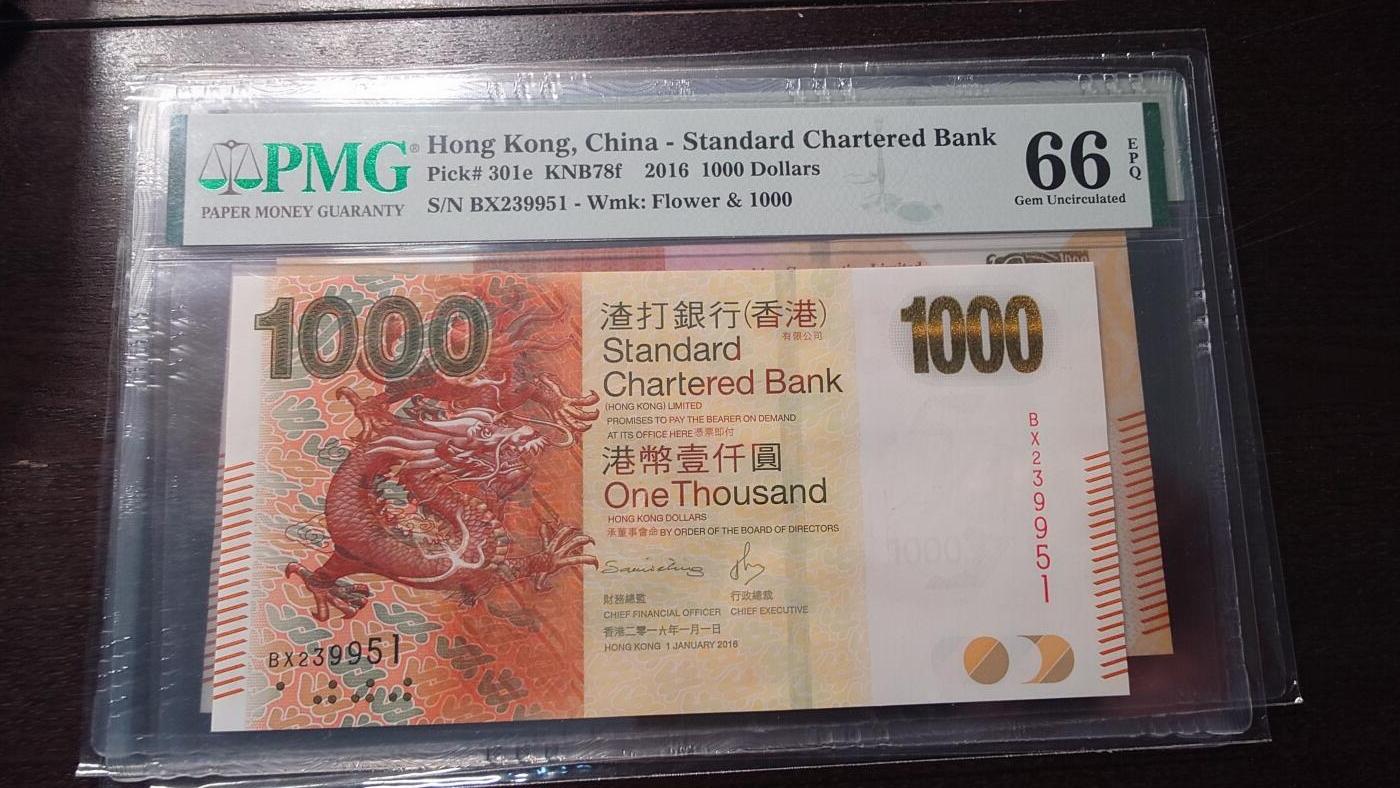 PMG®
PAPER MONEY GUARANTY
Hong Kong, China - Standard Chartered Bank
Pick# 301e KNB78f 2016 1000 Dollars
S/N BX239951 - Wmk: Flower & 1000
66
EPQ
Gem Uncirculated
1000
渣打銀行(香港)
有限公司
Standard
Chartered Bank
(HONG KONG) LIMITED
PROMISES TO PAY THE BEARER ON DEMAND
AT ITS OFFICE HERE 憑票即付
港幣壹仟圓
One Thousand
HONG KONG DOLLARS
承董事會命 BY ORDER OF THE BOARD OF DIRECTORS
財務總監 行政總裁
CHIEF FINANCIAL OFFICER CHIEF EXECUTIVE
香港二零一六年一月一日
HONG KONG 1 JANUARY 2016
BX239951
1000
BX239951